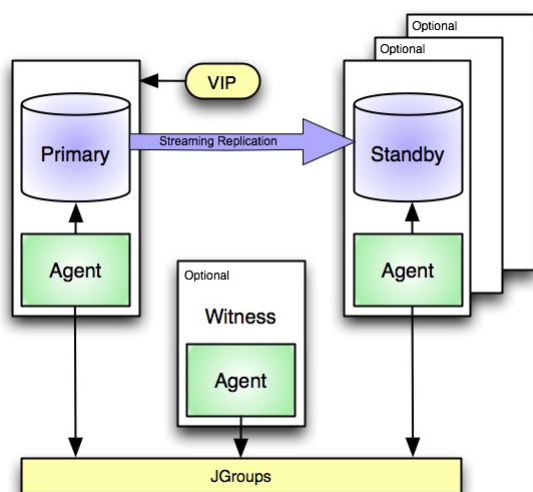 Optional
Optional
VIP
Streaming Replication
Primary
Standby
Agent
Agent
Optional
Witness
Agent
JGroups